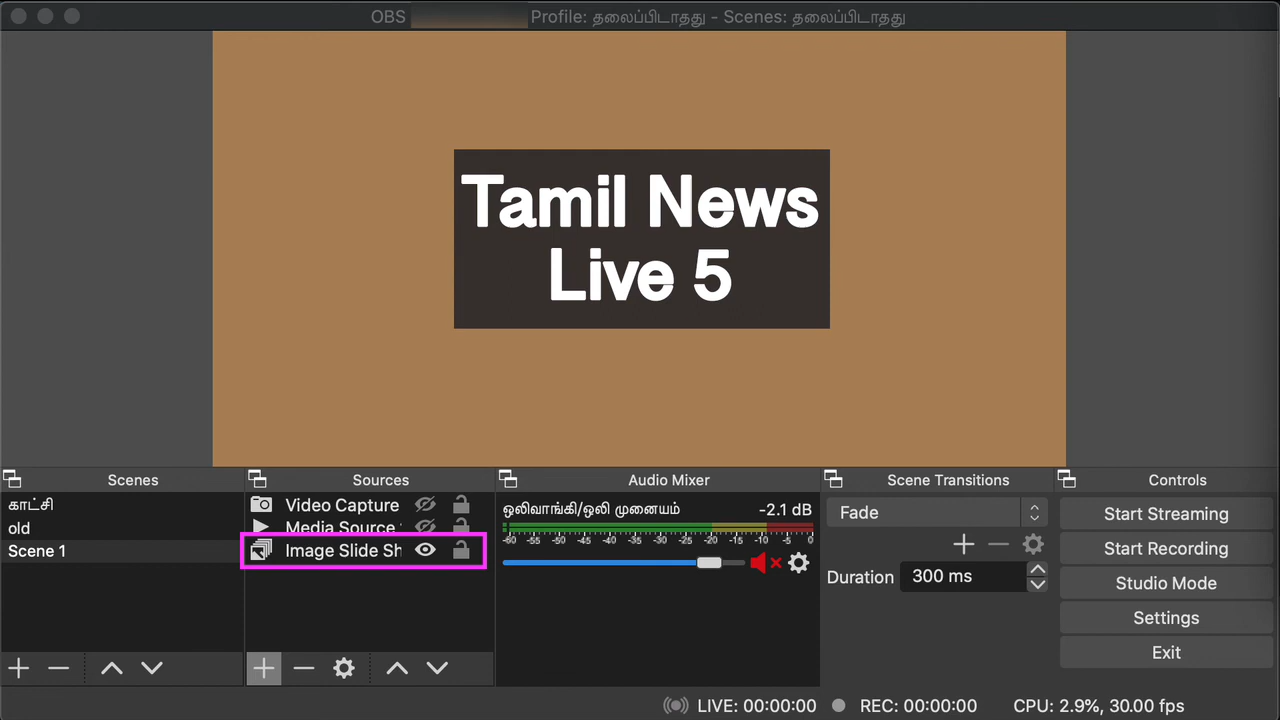 OBS Profile: தலைப்பிடாதது - Scenes: தலைப்பிடாதது
Tamil News
Live 5
Scenes
Sources
Audio Mixer
Scene Transitions
Controls
காட்சி
old
Scene 1
Video Capture
Media Source
Image Slide Sh
ஒலிவாங்கி/ஒலி முனையம் -2.1 dB
-60 -55 -50 -45 -40 -35 -30 -25 -20 -15 -10 -5 0
Fade
Duration 300 ms
Start Streaming
Start Recording
Studio Mode
Settings
Exit
LIVE: 00:00:00 REC: 00:00:00 CPU: 2.9%, 30.00 fps